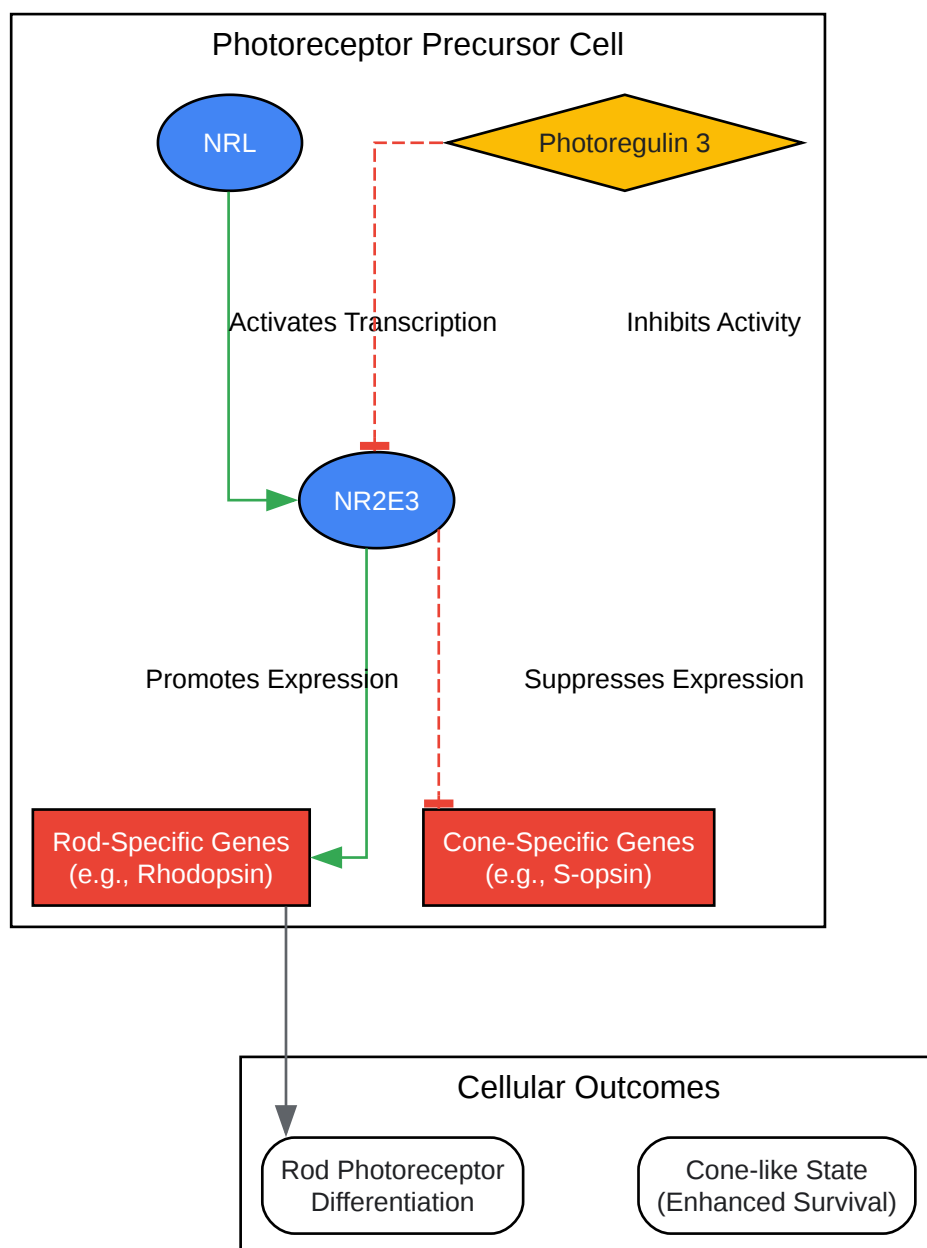 Photoreceptor Precursor Cell
NRL
Photoregulin 3
Activates Transcription
Inhibits Activity
NR2E3
Promotes Expression
Suppresses Expression
Rod-Specific Genes
(e.g., Rhodopsin)
Cone-Specific Genes
(e.g., S-opsin)
Cellular Outcomes
Rod Photoreceptor
Differentiation
Cone-like State
(Enhanced Survival)